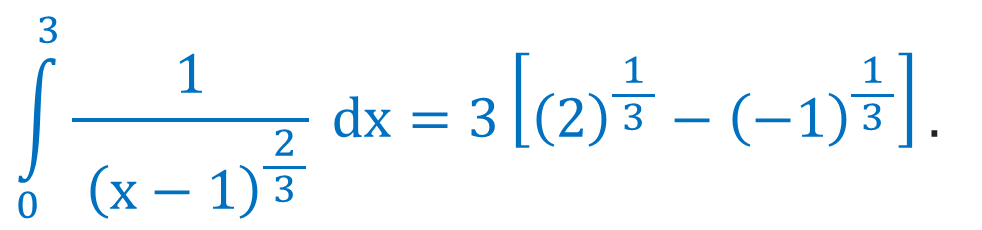 ∫₀³ 1/(x − 1)^(2/3) dx = 3 [(2)^(1/3) − (−1)^(1/3)].